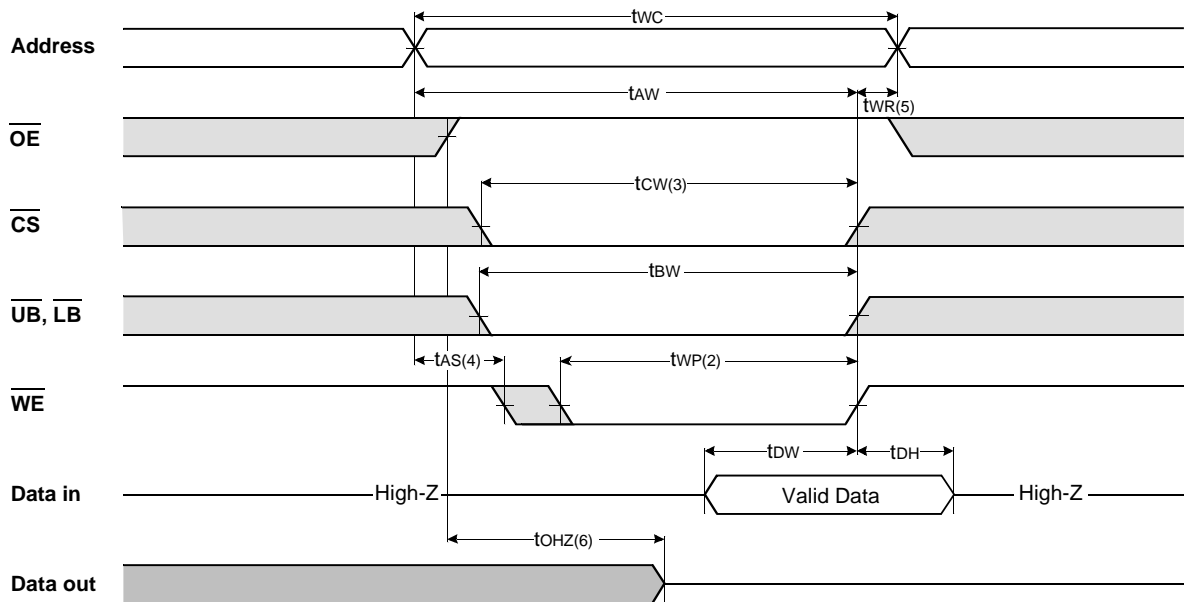 tWC
Address
tAW
tWR(5)
OE
tCW(3)
CS
tBW
UB, LB
tAS(4)
tWP(2)
WE
tDW
tDH
Data in
High-Z
Valid Data
High-Z
tOHZ(6)
Data out